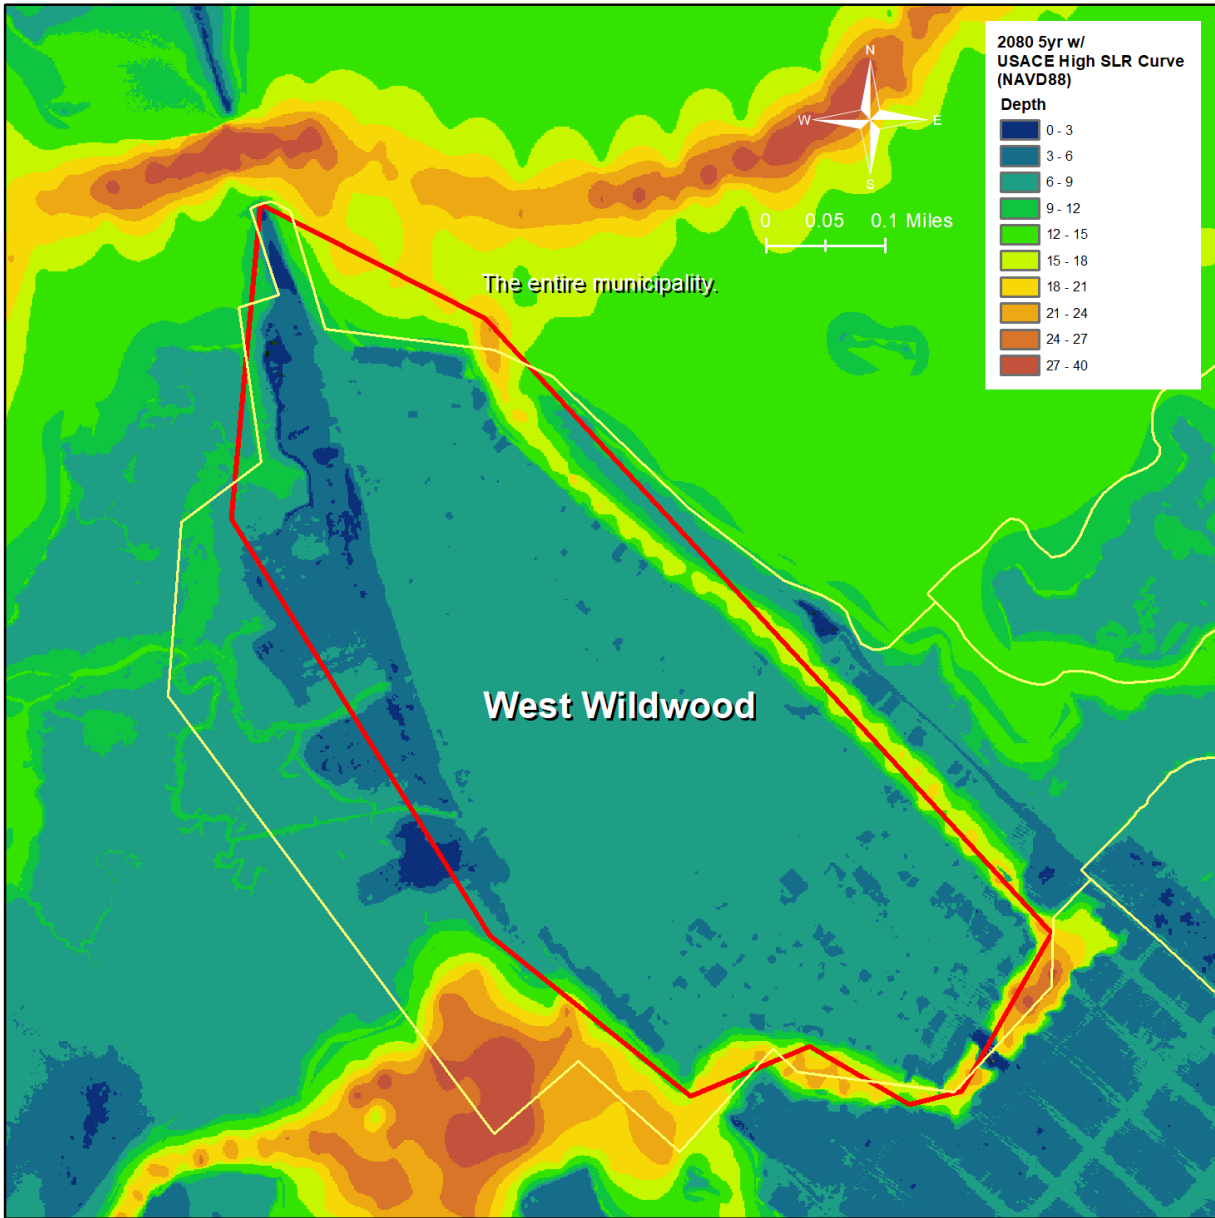 2080 5yr w/
USACE High SLR Curve
(NAVD88)
Depth
0 - 3
3 - 6
6 - 9
9 - 12
12 - 15
15 - 18
18 - 21
21 - 24
24 - 27
27 - 40
N
W E
S
0 0.05 0.1 Miles
The entire municipality.
West Wildwood